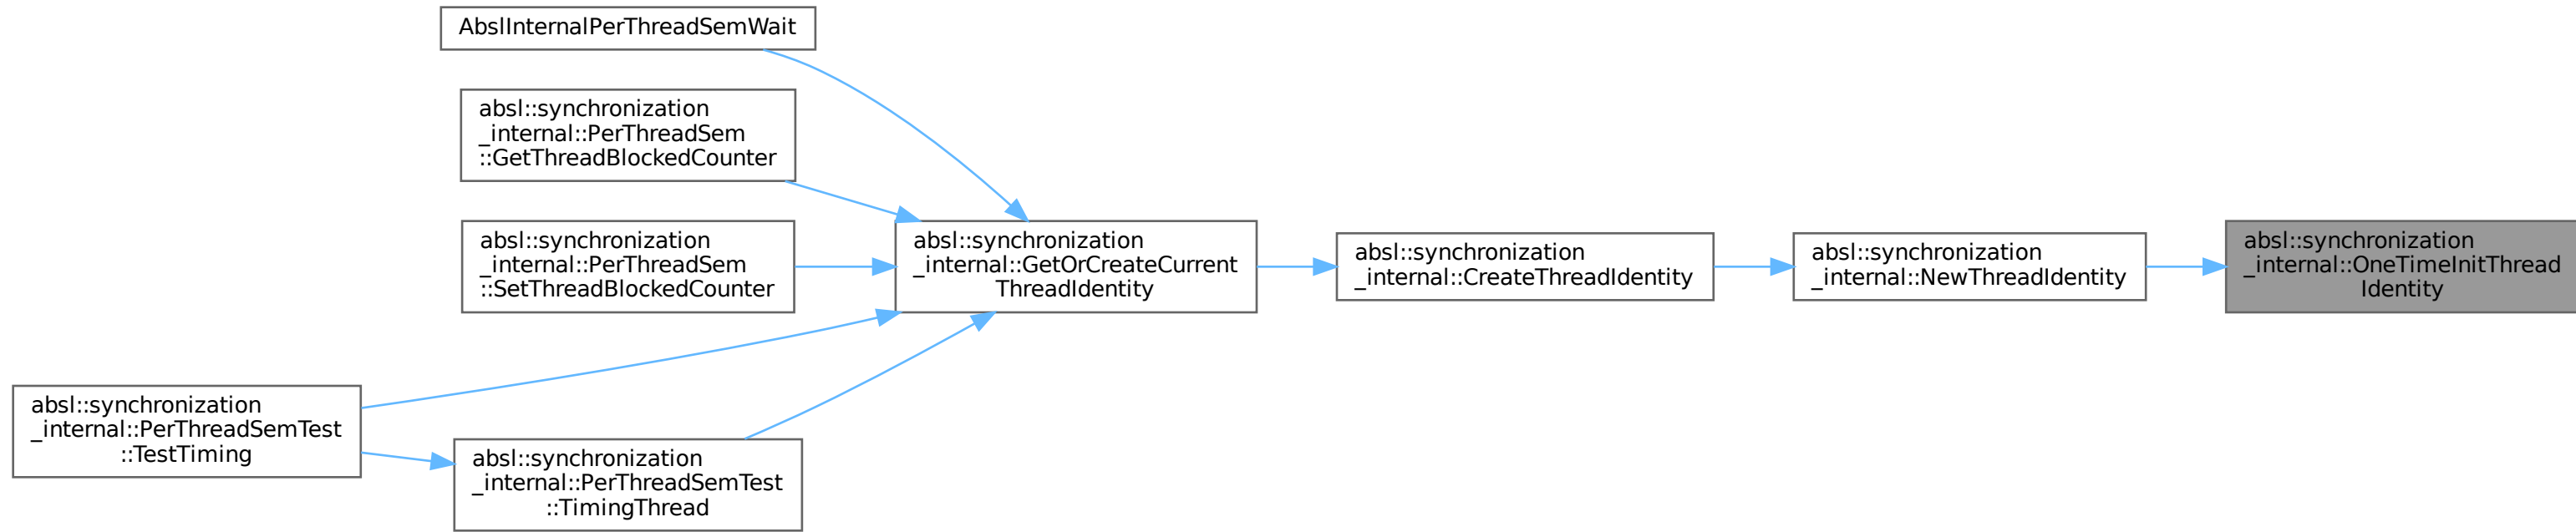 AbslInternalPerThreadSemWait
absl::synchronization
_internal::PerThreadSem
::GetThreadBlockedCounter
absl::synchronization
_internal::PerThreadSem
::SetThreadBlockedCounter
absl::synchronization
_internal::GetOrCreateCurrent
ThreadIdentity
absl::synchronization
_internal::CreateThreadIdentity
absl::synchronization
_internal::NewThreadIdentity
absl::synchronization
_internal::OneTimeInitThread
Identity
absl::synchronization
_internal::PerThreadSemTest
::TestTiming
absl::synchronization
_internal::PerThreadSemTest
::TimingThread